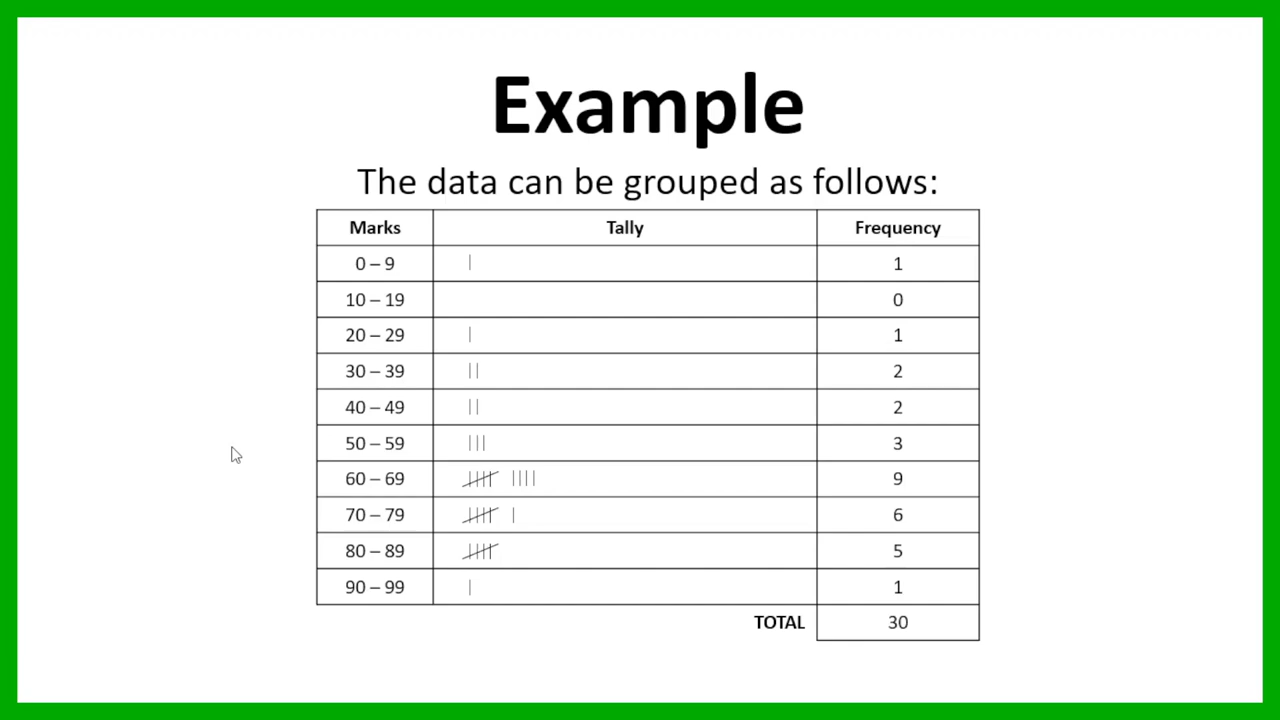 Example
The data can be grouped as follows:
Marks Tally Frequency
0 – 9 | 1
10 – 19 0
20 – 29 | 1
30 – 39 || 2
40 – 49 || 2
50 – 59 ||| 3
60 – 69 |||| |||| 9
70 – 79 |||| | 6
80 – 89 |||| 5
90 – 99 | 1
TOTAL 30